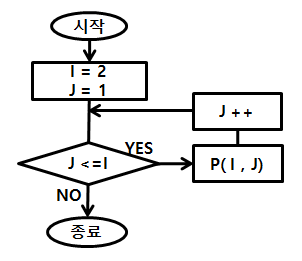 시작
I = 2
J = 1
J ++
YES
J <=I
P( I , J)
NO
종료